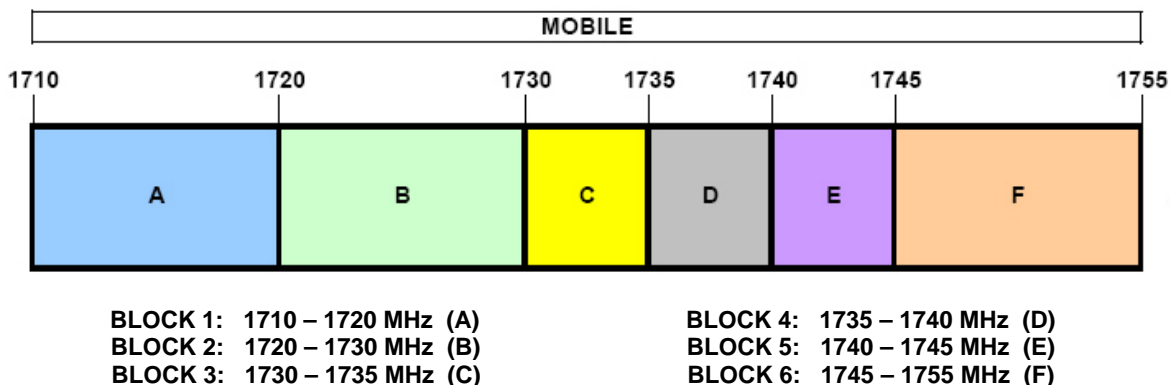 MOBILE
1710 1720 1730 1735 1740 1745 1755
A B C D E F
BLOCK 1: 1710 – 1720 MHz (A)
BLOCK 2: 1720 – 1730 MHz (B)
BLOCK 3: 1730 – 1735 MHz (C)
BLOCK 4: 1735 – 1740 MHz (D)
BLOCK 5: 1740 – 1745 MHz (E)
BLOCK 6: 1745 – 1755 MHz (F)